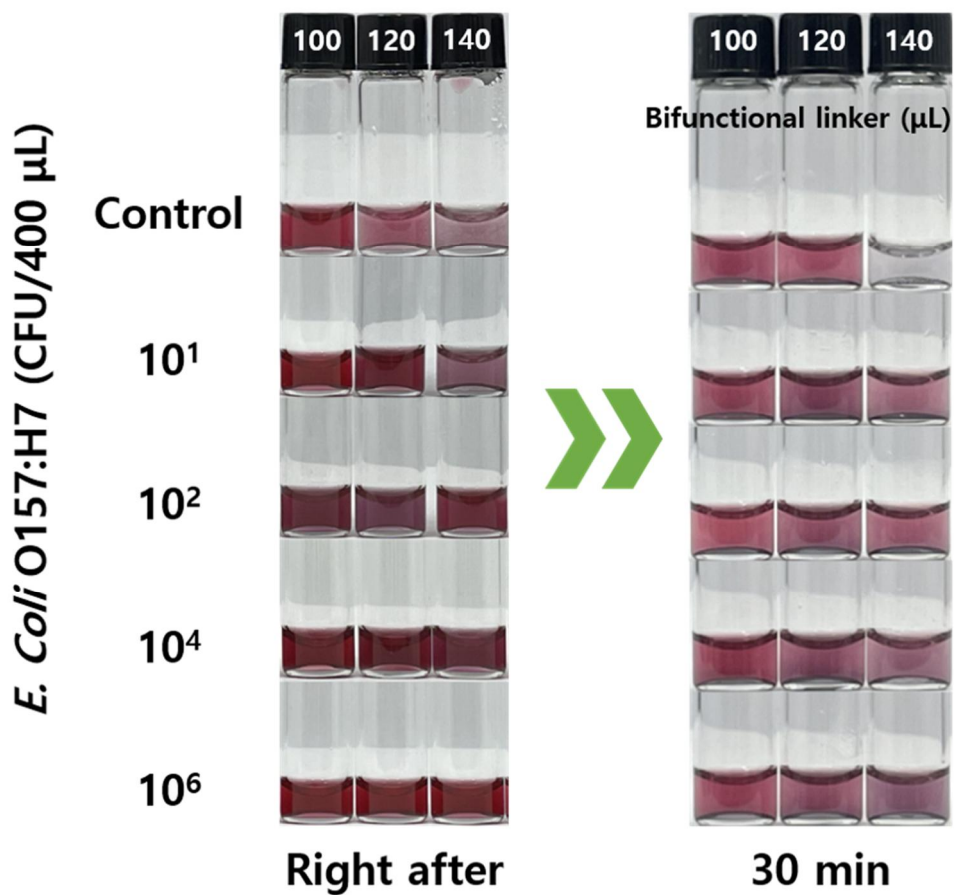 100 120 140
100 120 140
Bifunctional linker (µL)
E. Coli O157:H7 (CFU/400 µL)
Control
10¹
10²
10⁴
10⁶
Right after
30 min